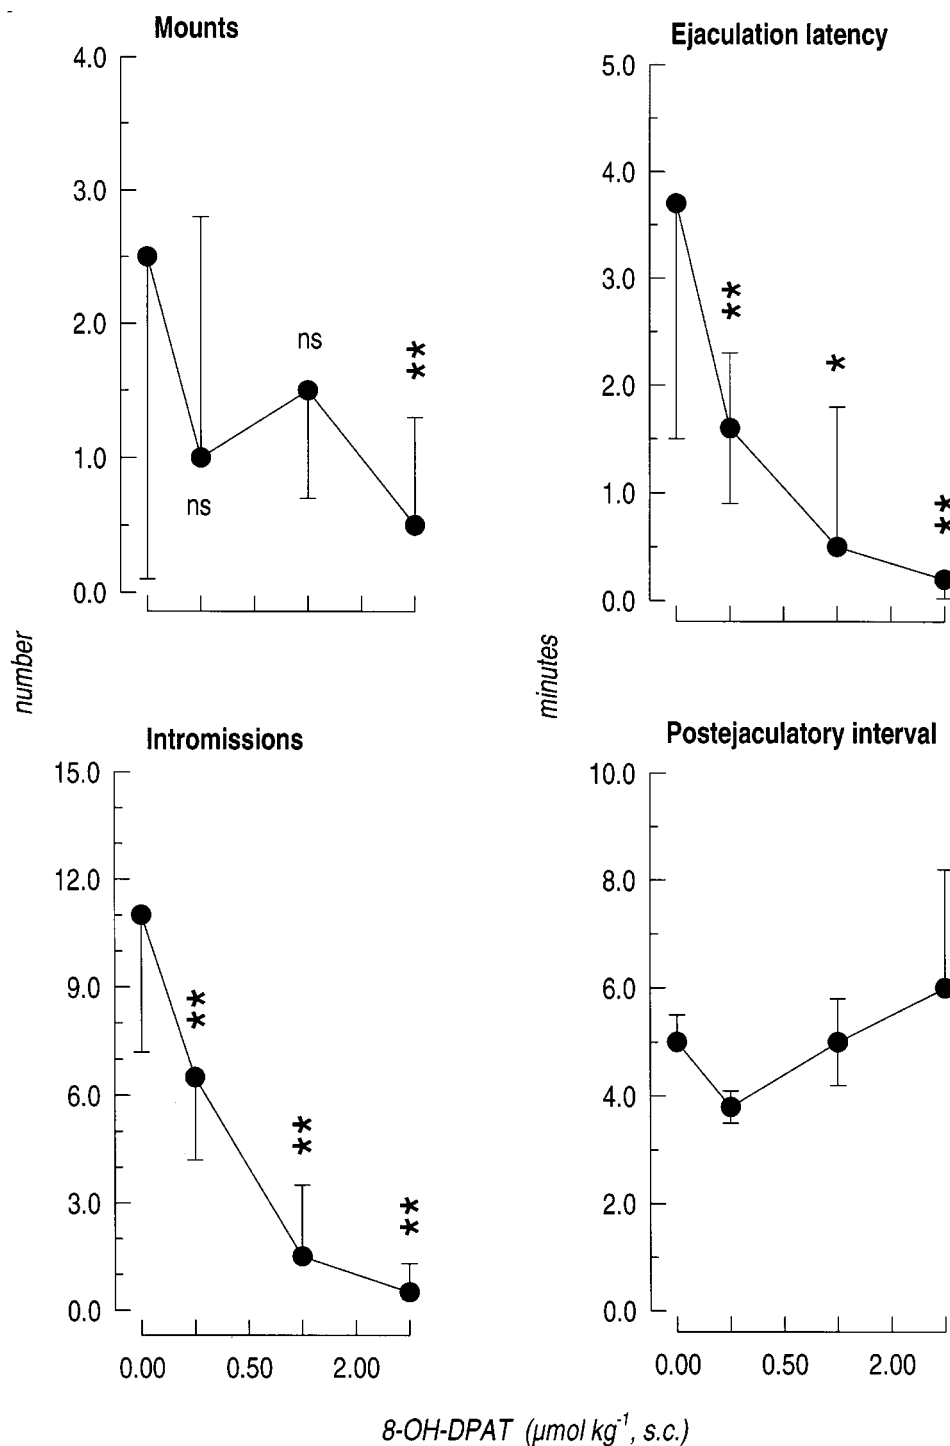 Mounts
4.0
3.0
2.0
1.0
0.0
ns
ns
**
number
Ejaculation latency
5.0
4.0
3.0
2.0
1.0
0.0
**
*
**
minutes
Intromissions
15.0
12.0
9.0
6.0
3.0
0.0
**
**
**
0.00 0.50 2.00
Postejaculatory interval
10.0
8.0
6.0
4.0
2.0
0.0
0.00 0.50 2.00
8-OH-DPAT (µmol kg⁻¹, s.c.)